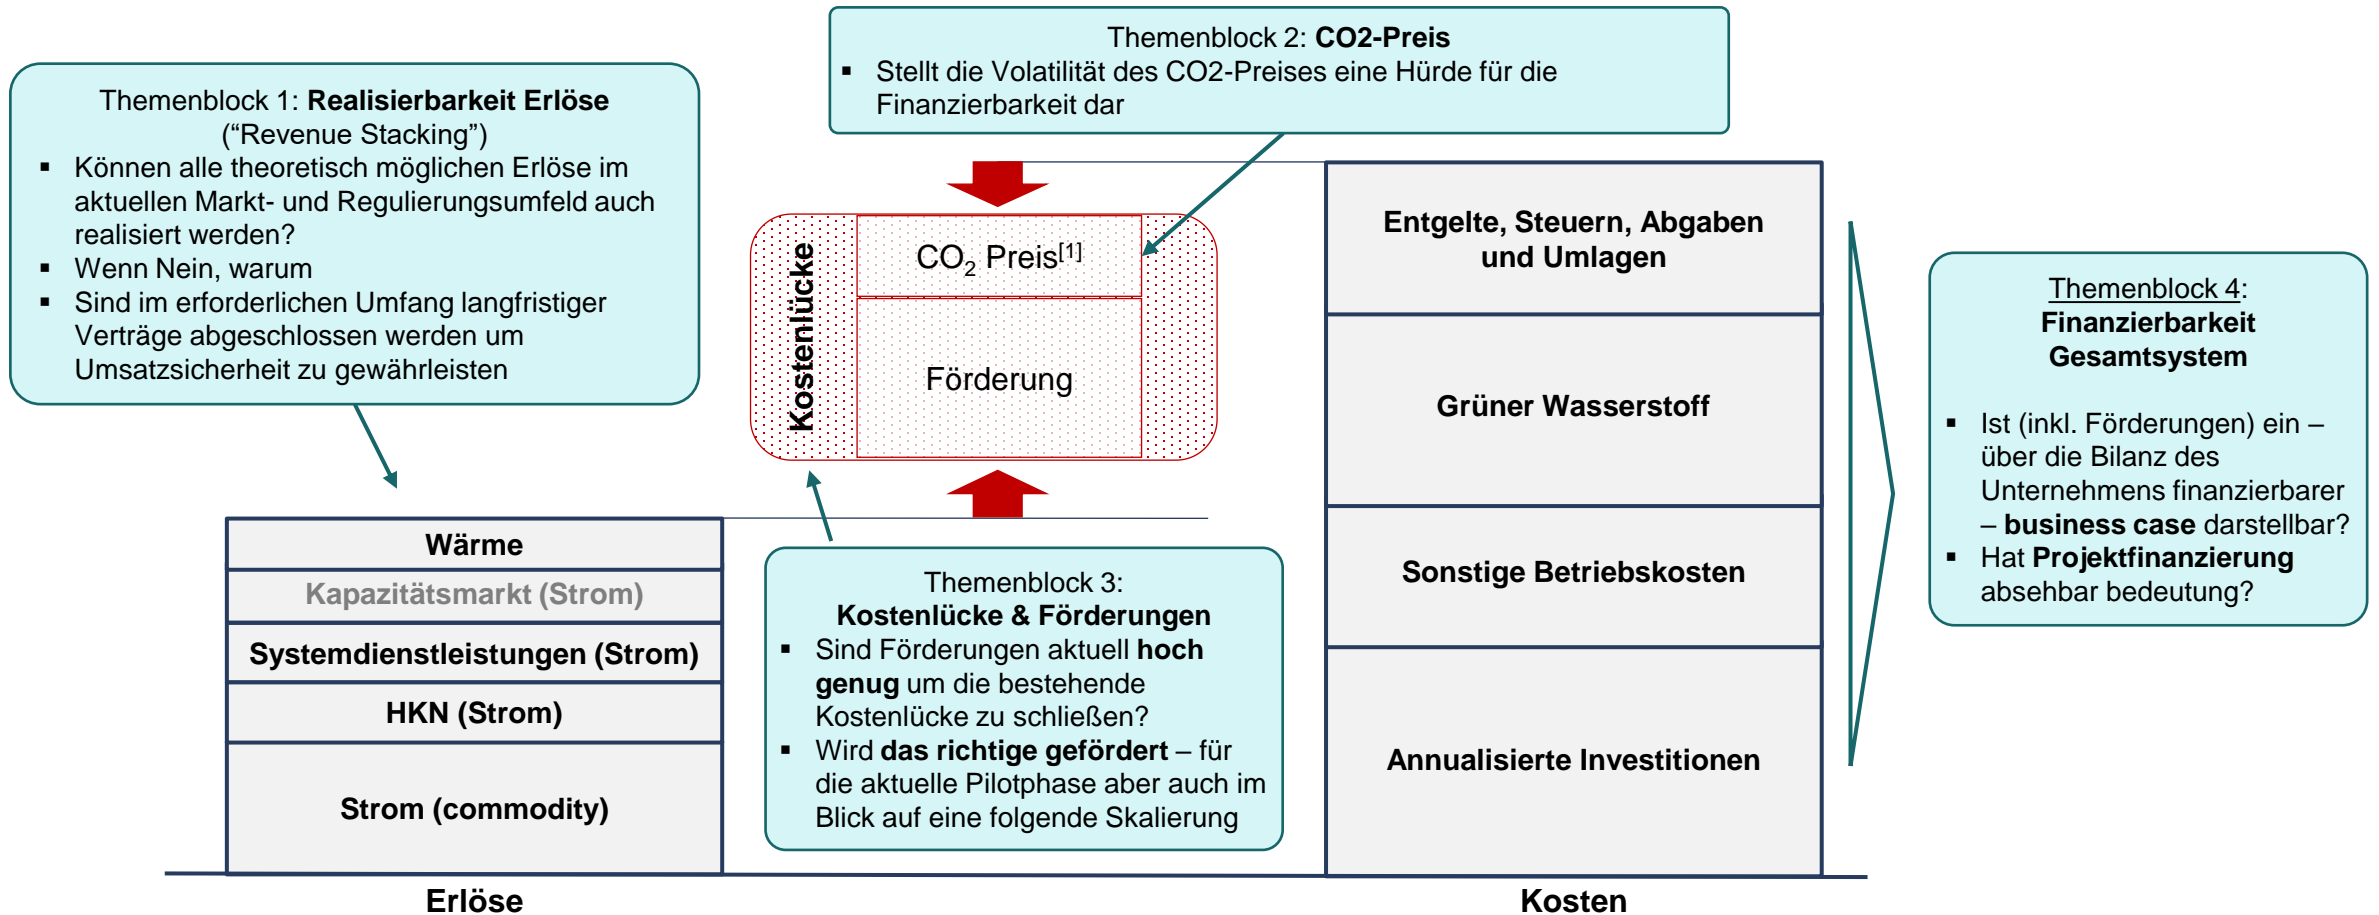 Themenblock 1: Realisierbarkeit Erlöse
(“Revenue Stacking”)
▪ Können alle theoretisch möglichen Erlöse im
aktuellen Markt- und Regulierungsumfeld auch
realisiert werden?
▪ Wenn Nein, warum
▪ Sind im erforderlichen Umfang langfristiger
Verträge abgeschlossen werden um
Umsatzsicherheit zu gewährleisten
Themenblock 2: CO2-Preis
▪ Stellt die Volatilität des CO2-Preises eine Hürde für die
Finanzierbarkeit dar
Kostenlücke
CO₂ Preis[1]
Förderung
Themenblock 3:
Kostenlücke & Förderungen
▪ Sind Förderungen aktuell hoch
genug um die bestehende
Kostenlücke zu schließen?
▪ Wird das richtige gefördert – für
die aktuelle Pilotphase aber auch im
Blick auf eine folgende Skalierung
Wärme
Kapazitätsmarkt (Strom)
Systemdienstleistungen (Strom)
HKN (Strom)
Strom (commodity)
Erlöse
Entgelte, Steuern, Abgaben
und Umlagen
Grüner Wasserstoff
Sonstige Betriebskosten
Annualisierte Investitionen
Kosten
Themenblock 4:
Finanzierbarkeit
Gesamtsystem
▪ Ist (inkl. Förderungen) ein –
über die Bilanz des
Unternehmens finanzierbarer
– business case darstellbar?
▪ Hat Projektfinanzierung
absehbar bedeutung?